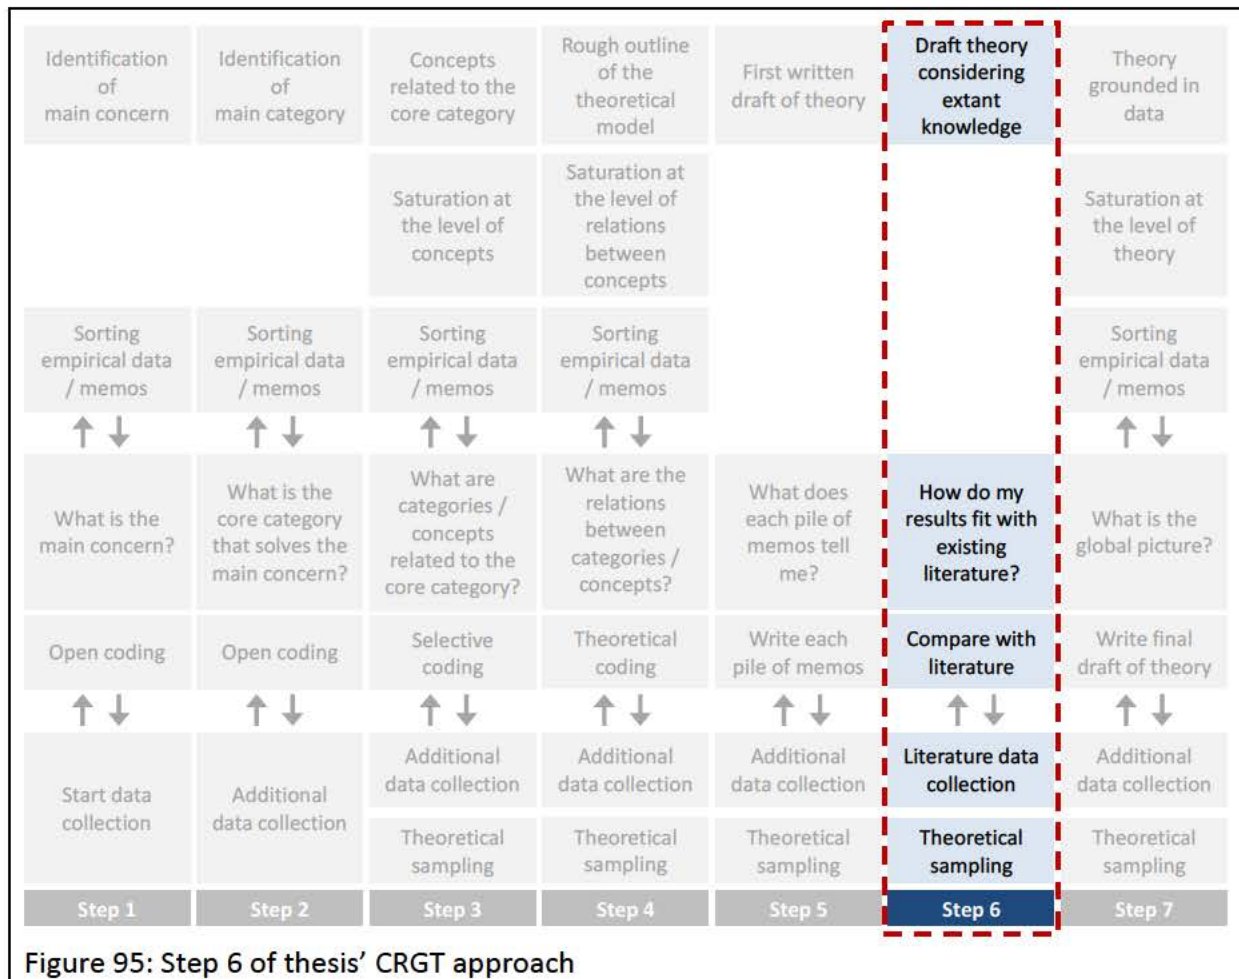 Identification
of
main concern
Identification
of
main category
Concepts
related to the
core category
Rough outline
of the
theoretical
model
First written
draft of theory
Draft theory
considering
extant
knowledge
Theory
grounded in
data
Saturation at
the level of
concepts
Saturation at
the level of
relations
between
concepts
Saturation at
the level of
theory
Sorting
empirical data
/ memos
Sorting
empirical data
/ memos
Sorting
empirical data
/ memos
Sorting
empirical data
/ memos
Sorting
empirical data
/ memos
What is the
main concern?
What is the
core category
that solves the
main concern?
What are
categories /
concepts
related to the
core category?
What are the
relations
between
categories /
concepts?
What does
each pile of
memos tell
me?
How do my
results fit with
existing
literature?
What is the
global picture?
Open coding
Open coding
Selective
coding
Theoretical
coding
Write each
pile of memos
Compare with
literature
Write final
draft of theory
Start data
collection
Additional
data collection
Additional
data collection
Additional
data collection
Additional
data collection
Literature data
collection
Additional
data collection
Theoretical
sampling
Theoretical
sampling
Theoretical
sampling
Theoretical
sampling
Theoretical
sampling
Step 1
Step 2
Step 3
Step 4
Step 5
Step 6
Step 7
Figure 95: Step 6 of thesis’ CRGT approach